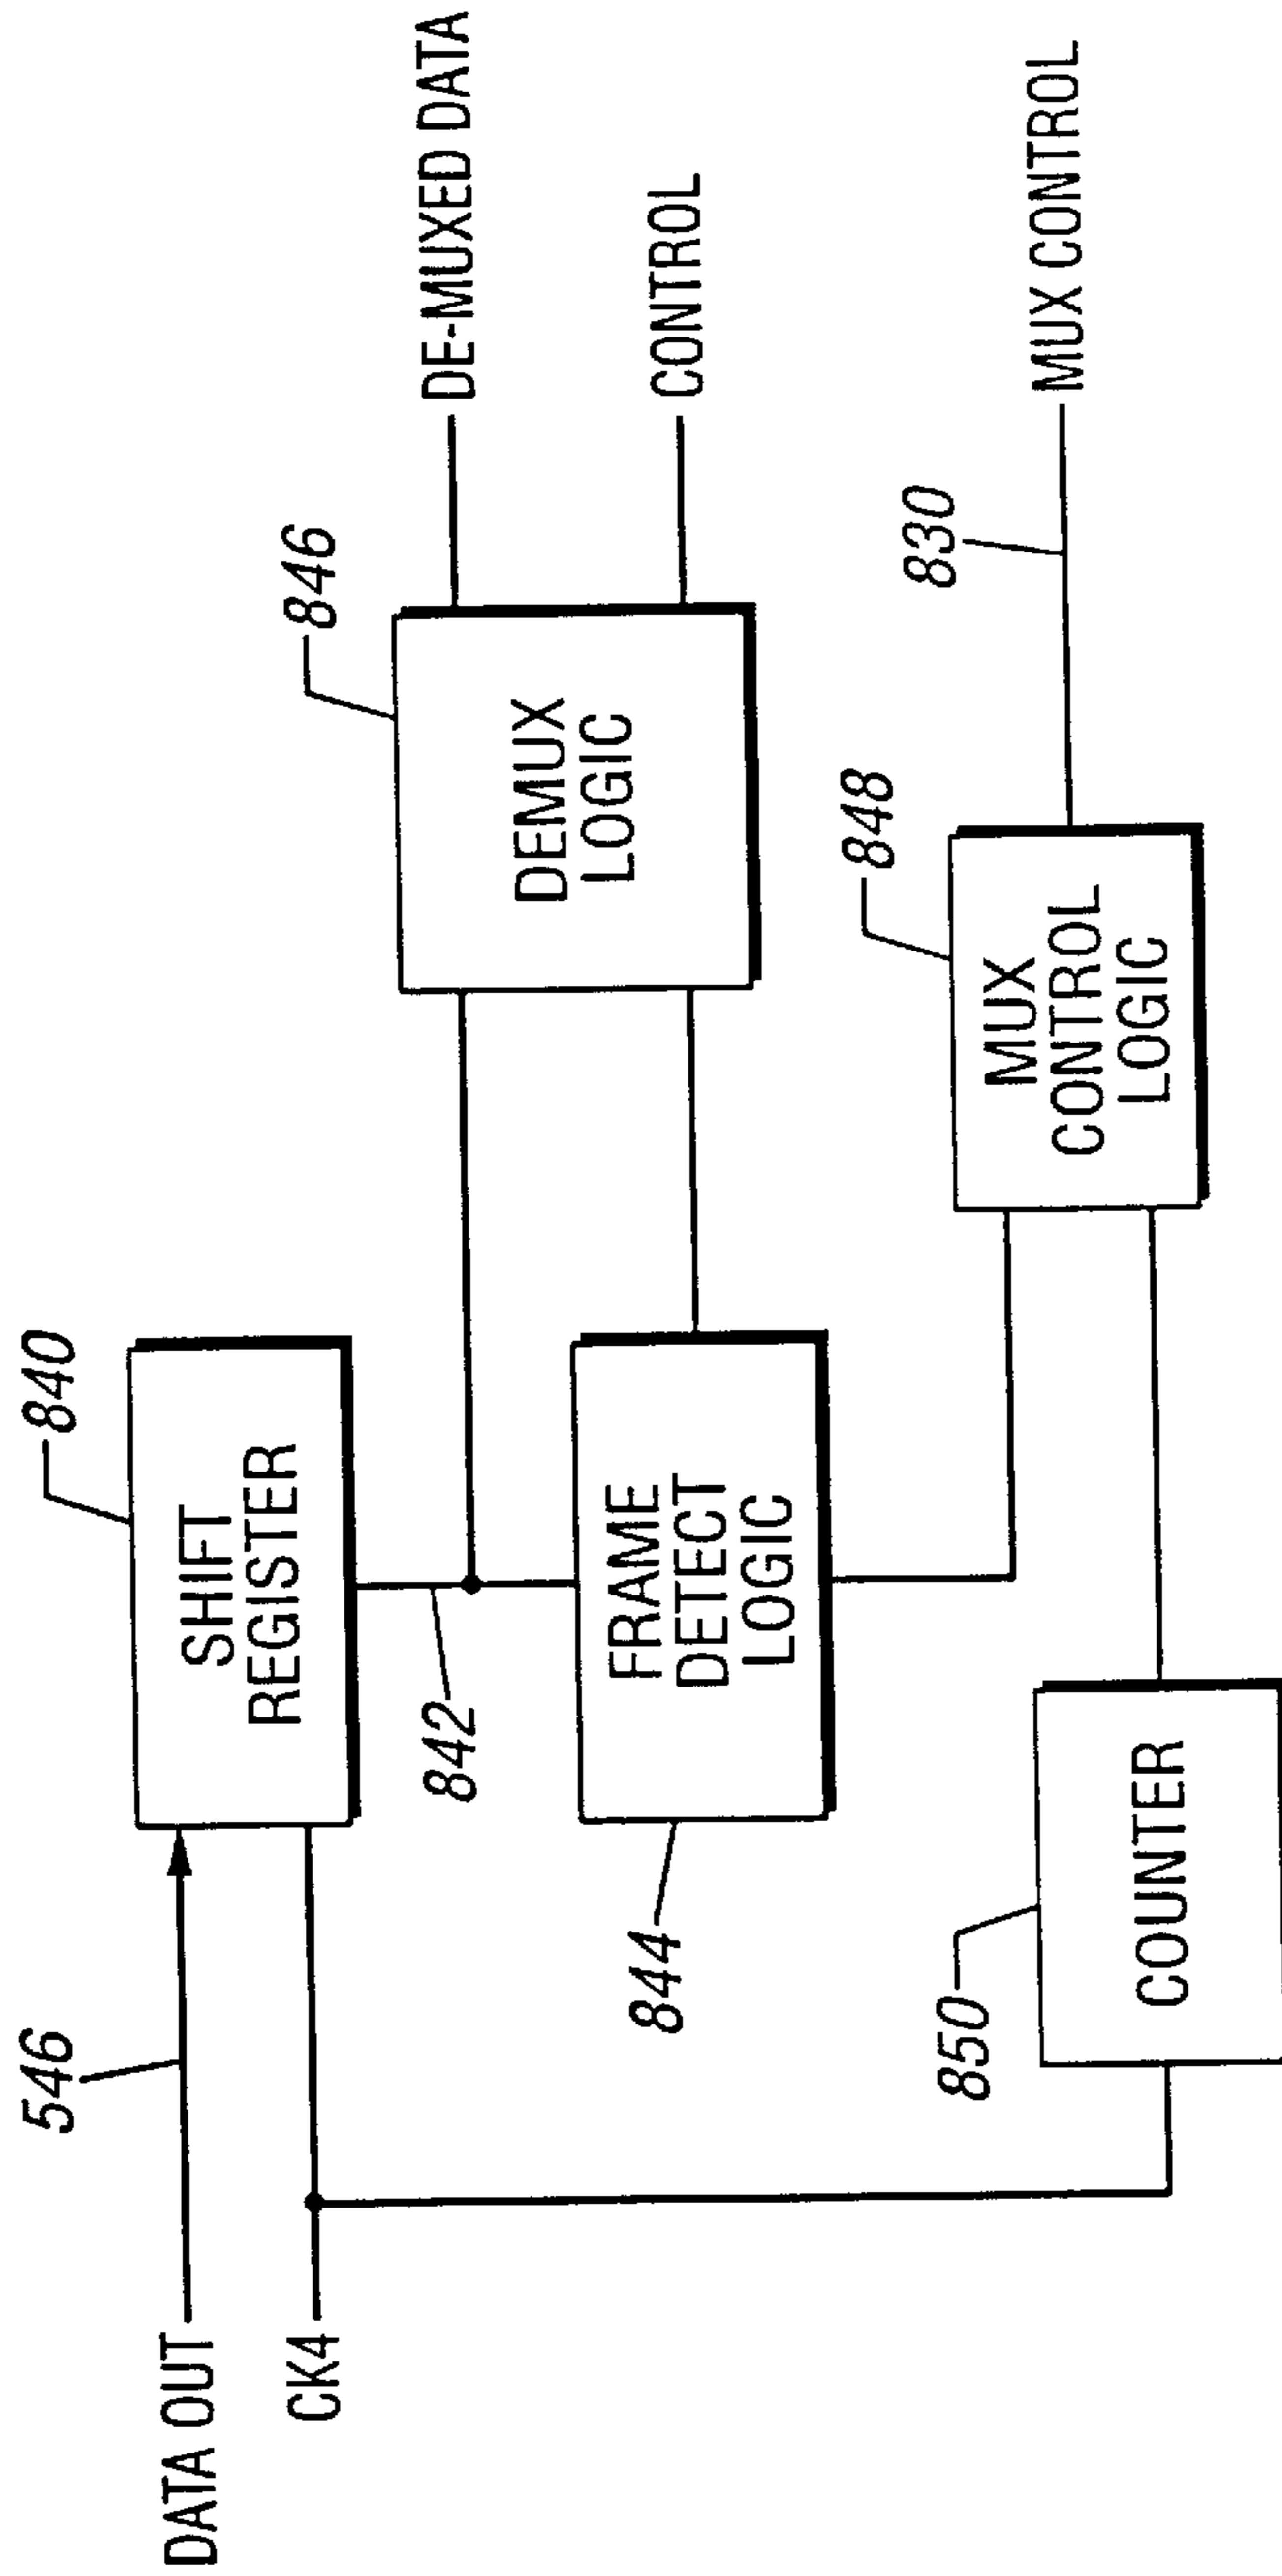 DATA OUT
546
CK4
840
SHIFT
REGISTER
842
844
FRAME
DETECT
LOGIC
846
DEMUX
LOGIC
DE-MUXED DATA
CONTROL
850
COUNTER
848
MUX
CONTROL
LOGIC
830
MUX CONTROL